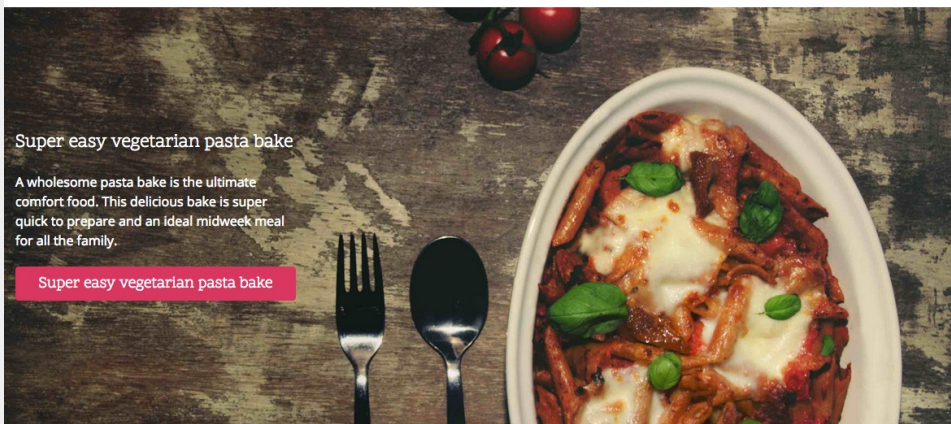 Super easy vegetarian pasta bake
A wholesome pasta bake is the ultimate
comfort food. This delicious bake is super
quick to prepare and an ideal midweek meal
for all the family.
Super easy vegetarian pasta bake